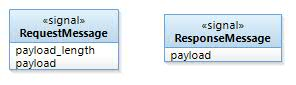 «signal»
RequestMessage
payload_length
payload
«signal»
ResponseMessage
payload